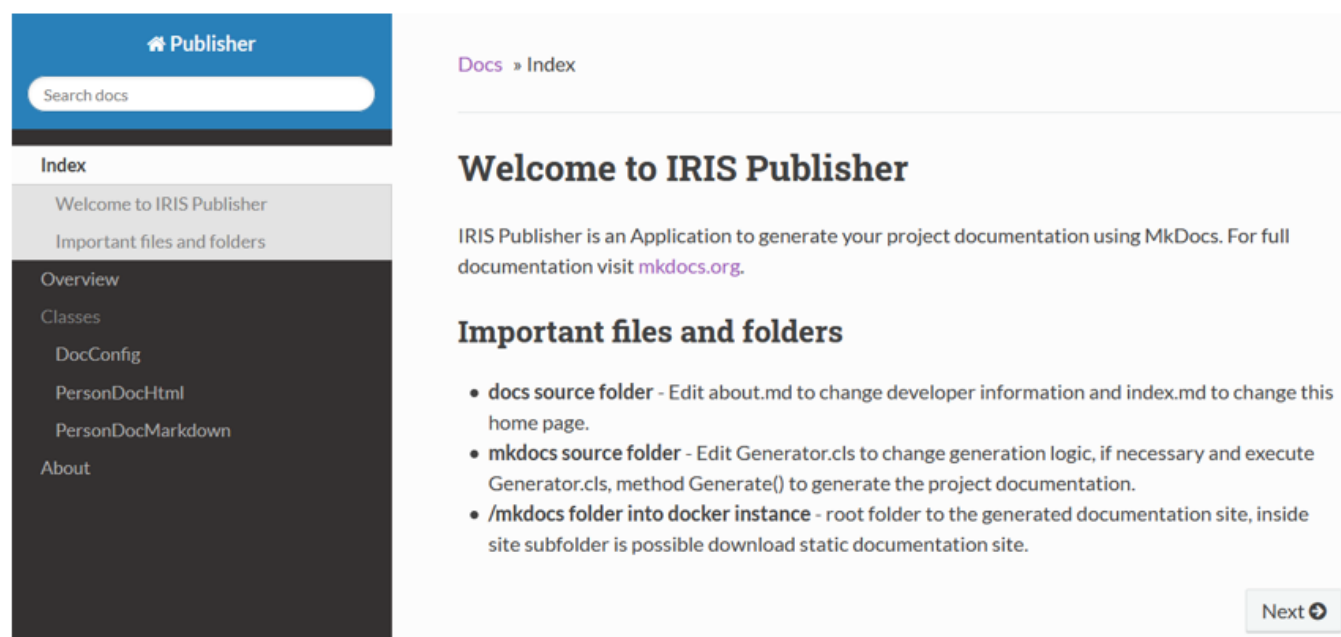 Publisher
Search docs
Index
Welcome to IRIS Publisher
Important files and folders
Overview
Classes
DocConfig
PersonDocHtml
PersonDocMarkdown
About
Docs » Index
Welcome to IRIS Publisher
IRIS Publisher is an Application to generate your project documentation using MkDocs. For full
documentation visit mkdocs.org.
Important files and folders
• docs source folder - Edit about.md to change developer information and index.md to change this
home page.
• mkdocs source folder - Edit Generator.cls to change generation logic, if necessary and execute
Generator.cls, method Generate() to generate the project documentation.
• /mkdocs folder into docker instance - root folder to the generated documentation site, inside
site subfolder is possible download static documentation site.
Next